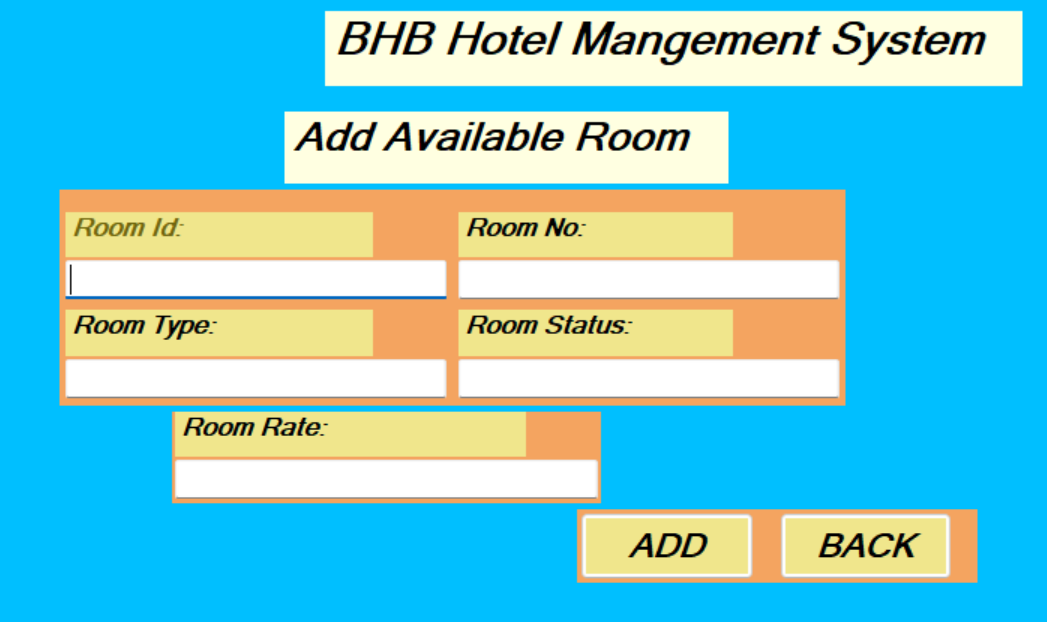 BHB Hotel Mangement System
Add Available Room
Room Id:
Room No:
Room Type:
Room Status:
Room Rate:
ADD
BACK